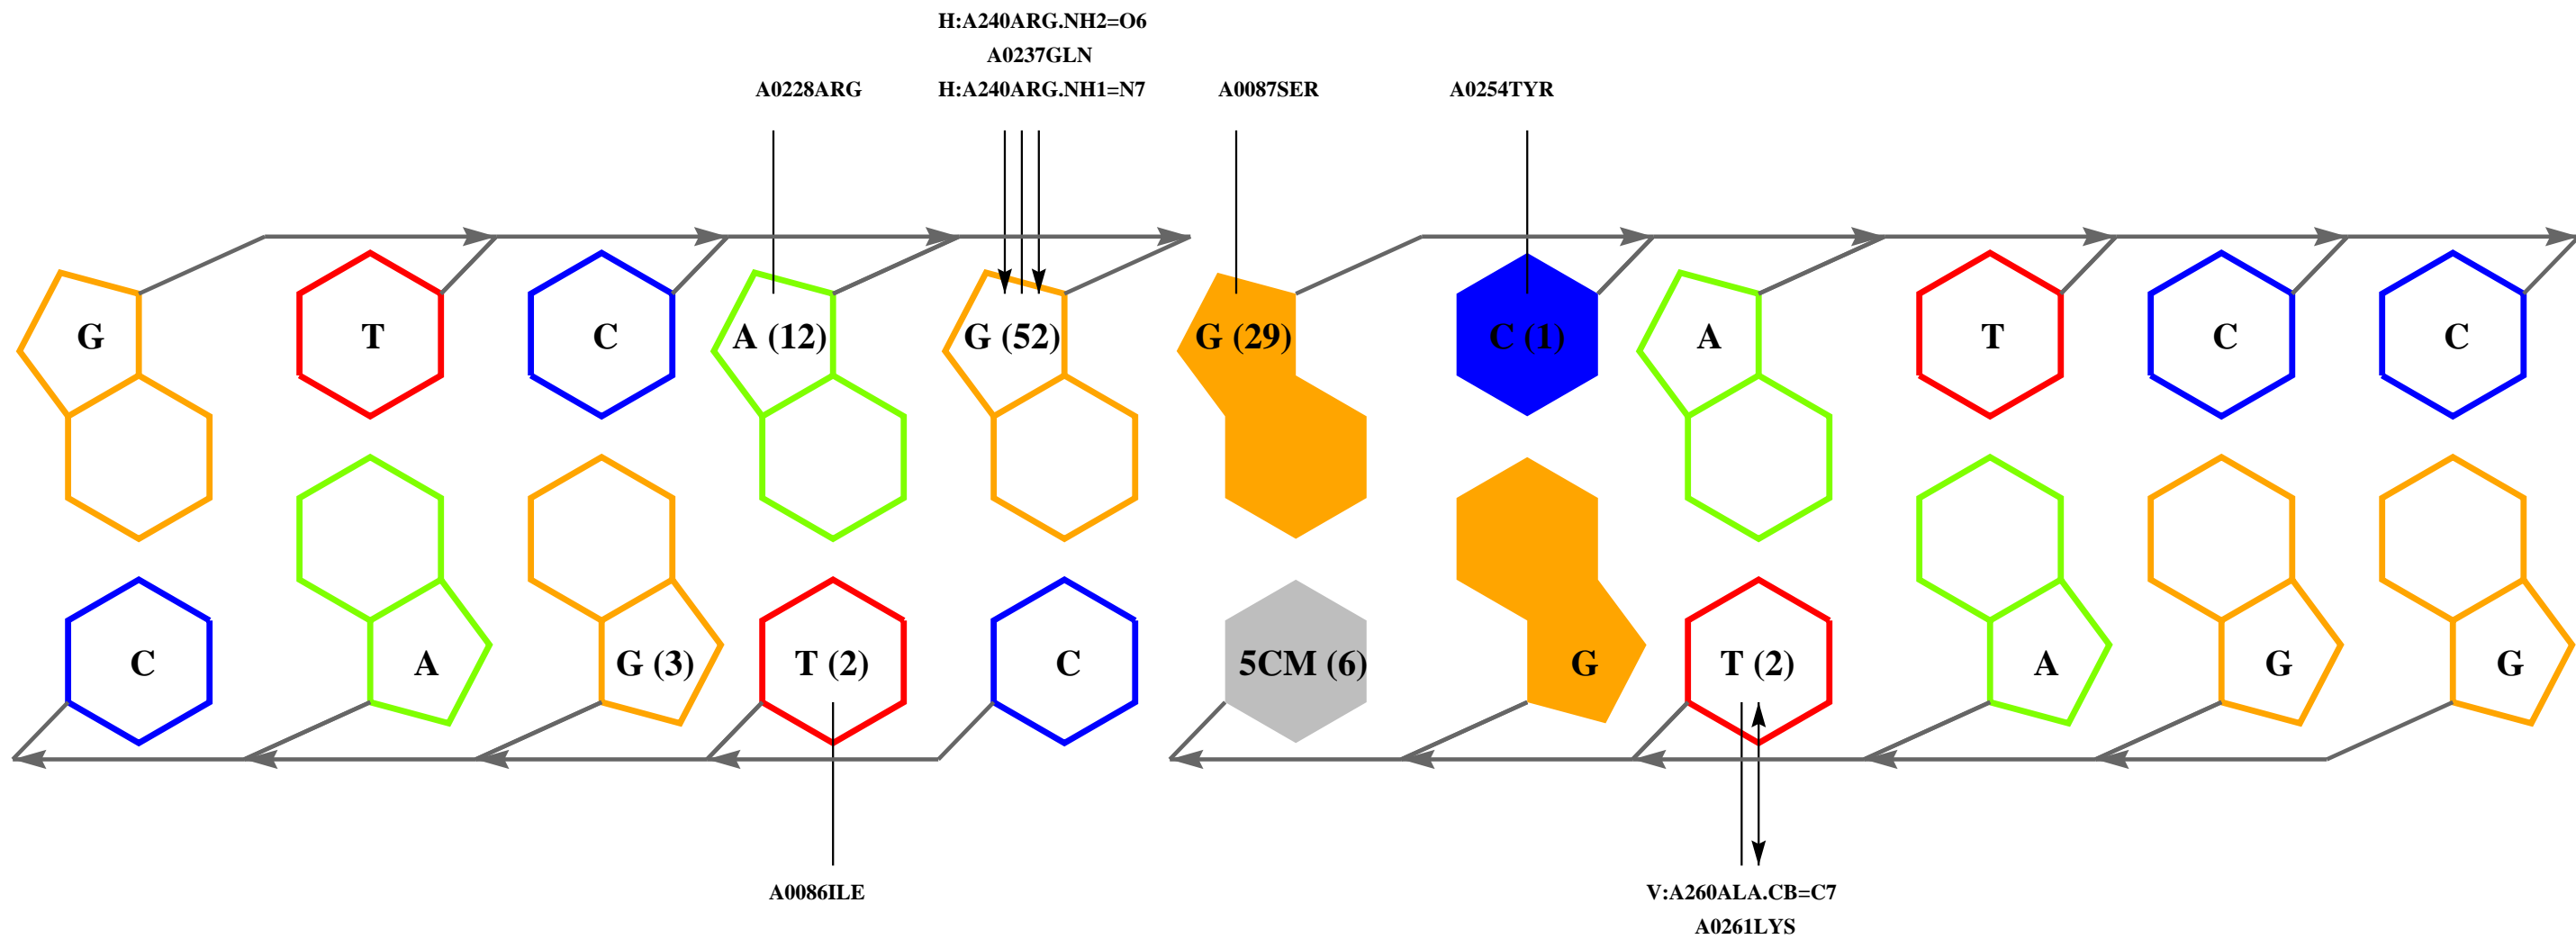 H:A240ARG.NH2=O6
A0237GLN
A0228ARG H:A240ARG.NH1=N7 A0087SER A0254TYR
G T C A (12) G (52) G (29) C (1) A T C C
C A G (3) T (2) C 5CM (6) G T (2) A G G
A0086ILE V:A260ALA.CB=C7
A0261LYS